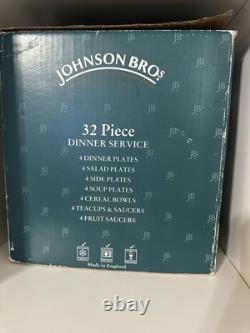 JOHNSON BROS
32 Piece
DINNER SERVICE
4 DINNER PLATES
4 SALAD PLATES
4 SIDE PLATES
4 SOUP PLATES
4 CEREAL BOWLS
4 TEACUPS & SAUCERS
4 FRUIT SAUCERS
Made in England